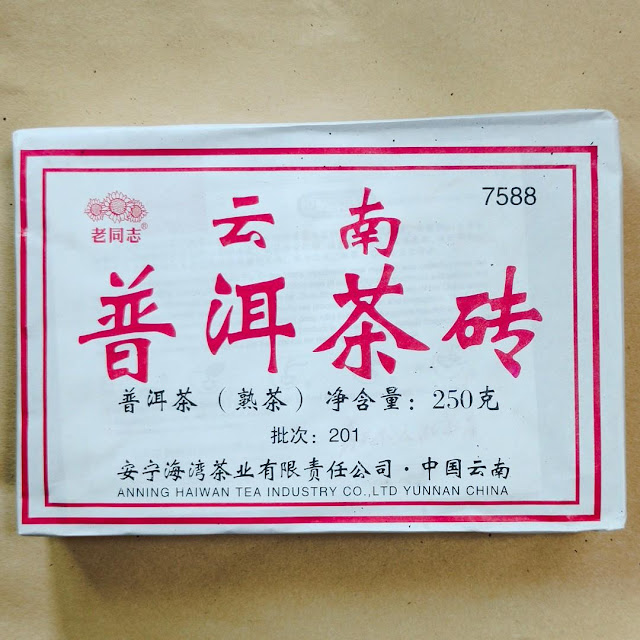 7588
老同志®
云南
普洱茶砖
普洱茶（熟茶）净含量：250克
批次：201
安宁海湾茶业有限责任公司·中国云南
ANNING HAIWAN TEA INDUSTRY CO.,LTD YUNNAN CHINA